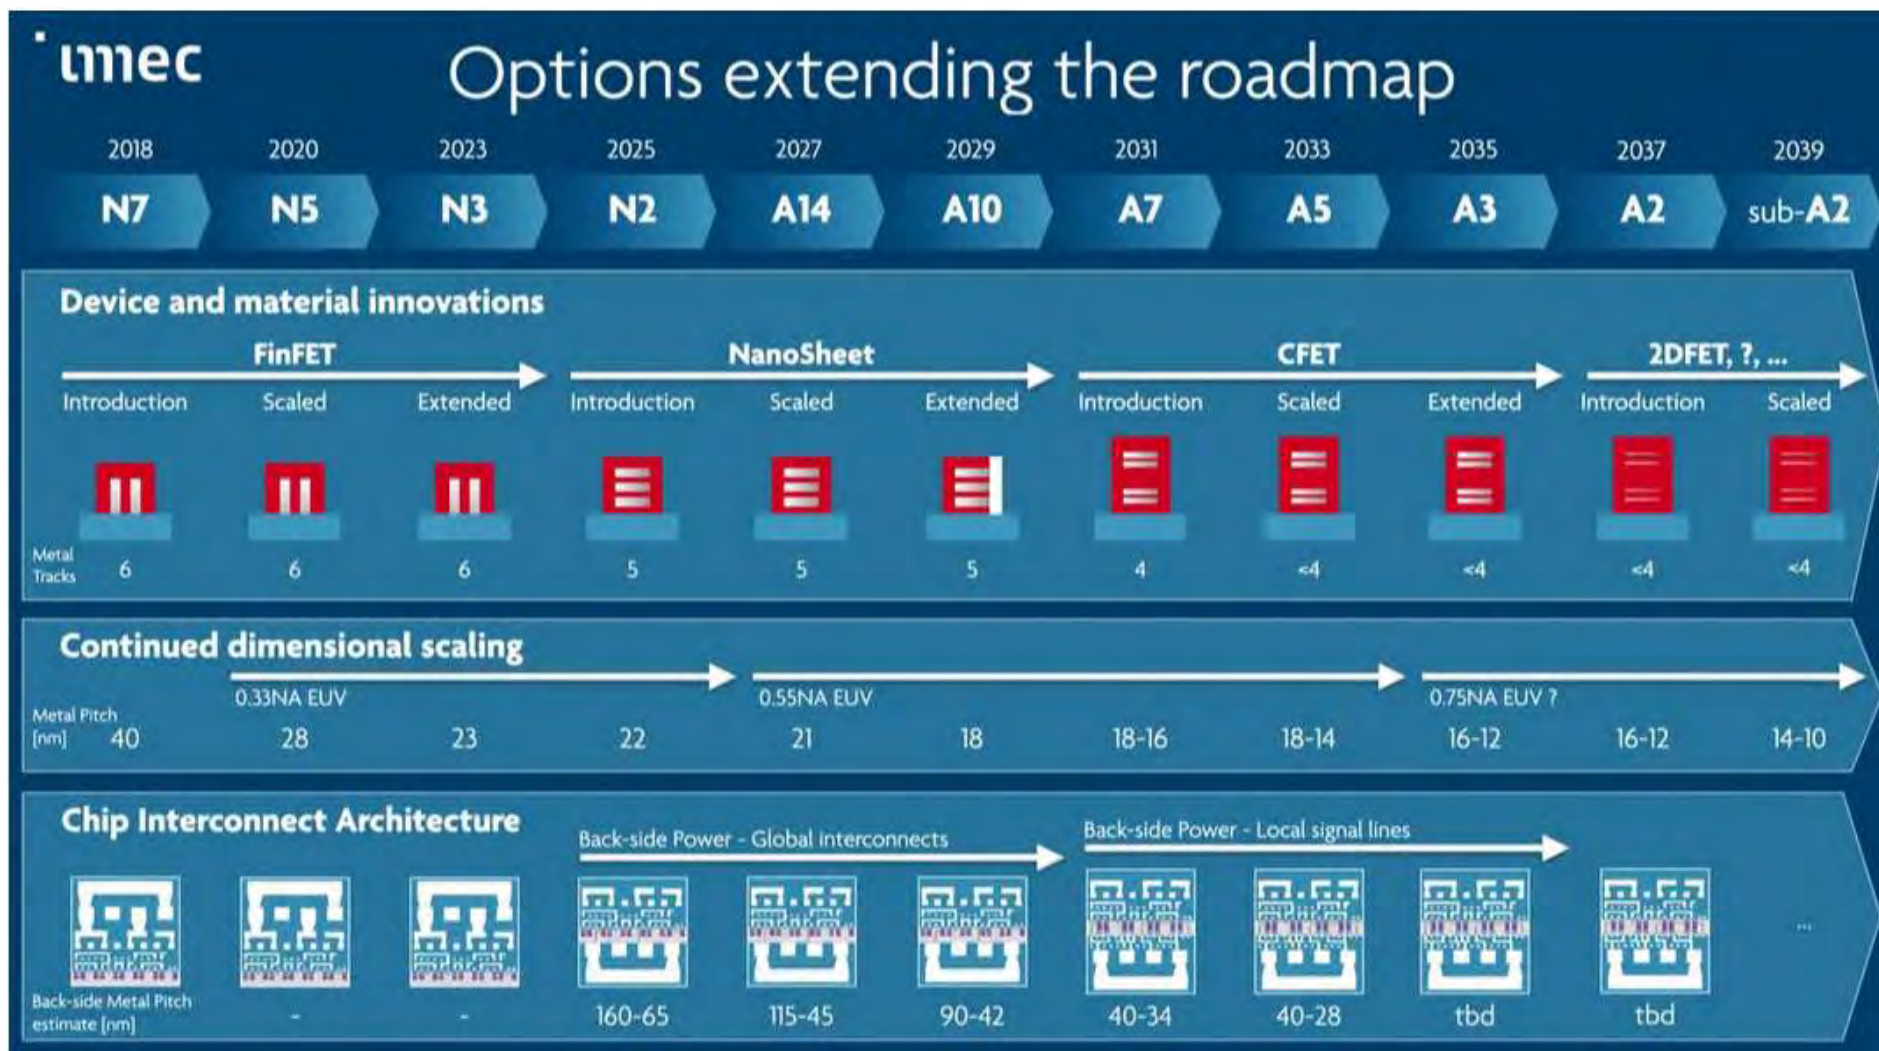 imec
Options extending the roadmap
2018 2020 2023 2025 2027 2029 2031 2033 2035 2037 2039
N7 N5 N3 N2 A14 A10 A7 A5 A3 A2 sub-A2
Device and material innovations
FinFET NanoSheet CFET 2DFET, ?, ...
Introduction Scaled Extended Introduction Scaled Extended Introduction Scaled Extended Introduction Scaled
Metal
Tracks 6 6 6 5 5 5 4 <4 <4 <4 <4
Continued dimensional scaling
0.33NA EUV 0.55NA EUV 0.75NA EUV ?
Metal Pitch
[nm] 40 28 23 22 21 18 18-16 18-14 16-12 16-12 14-10
Chip Interconnect Architecture
Back-side Power - Global interconnects Back-side Power - Local signal lines
...
Back-side Metal Pitch
estimate [nm] - - 160-65 115-45 90-42 40-34 40-28 tbd tbd